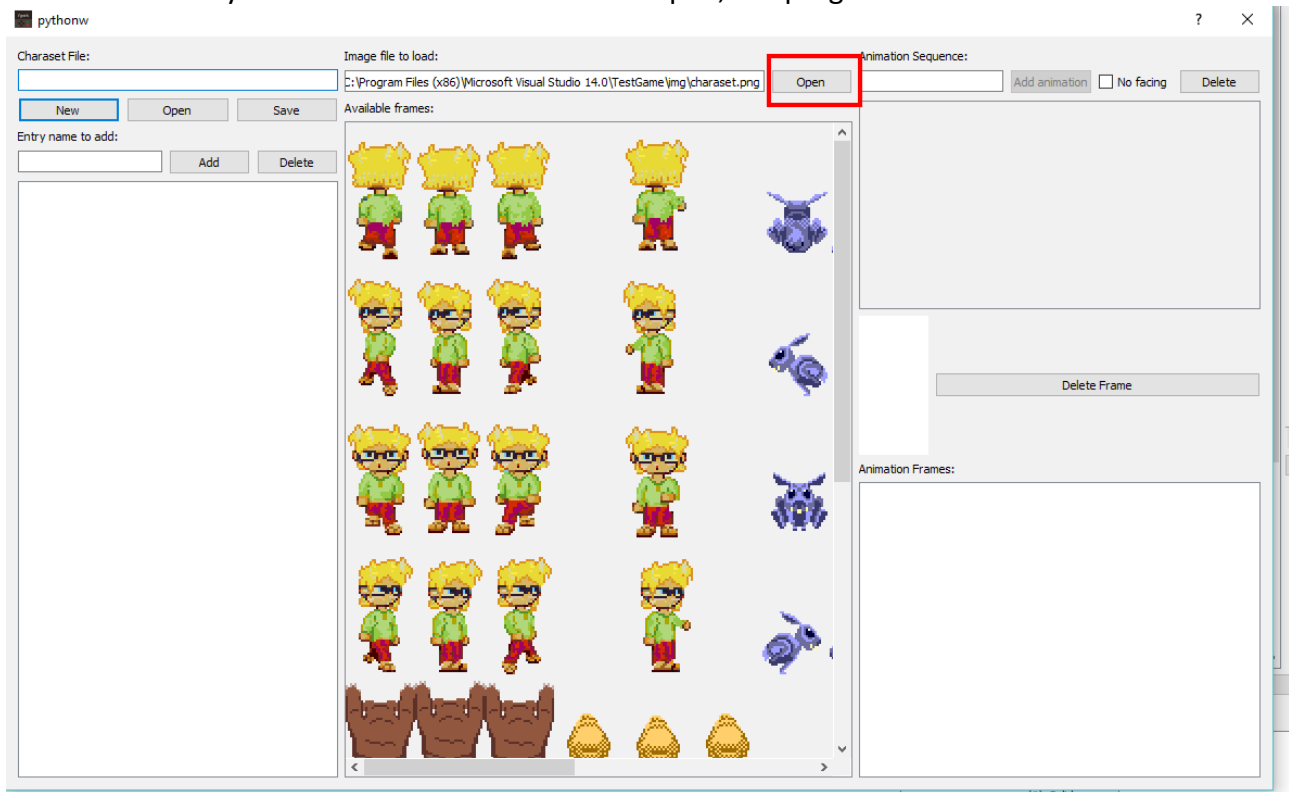 pythonw
? ×
Charaset File:
New Open Save
Entry name to add:
Add Delete
Image file to load:
C:\Program Files (x86)\Microsoft Visual Studio 14.0\TestGame\img\charaset.png Open
Available frames:
Animation Sequence:
Add animation No facing Delete
Delete Frame
Animation Frames: